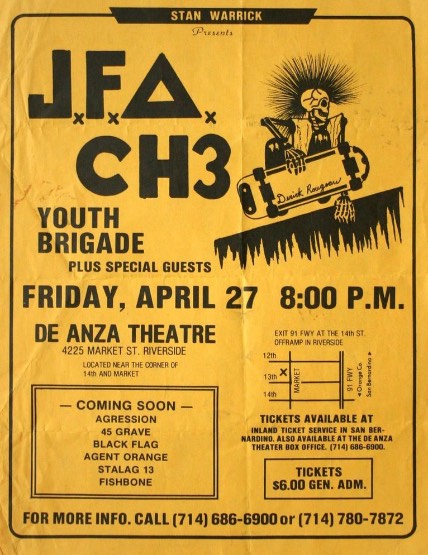 STAN WARRICK
Presents
J.F.A.
CH3
Derick Rougeau
YOUTH
BRIGADE
PLUS SPECIAL GUESTS
FRIDAY, APRIL 27 8:00 P.M.
DE ANZA THEATRE
4225 MARKET ST. RIVERSIDE
LOCATED NEAR THE CORNER OF
14th AND MARKET
EXIT 91 FWY AT THE 14th ST.
OFFRAMP IN RIVERSIDE
12th
13th
14th
X
MARKET
91 FWY
Orange Co.
San Bernardino
— COMING SOON —
AGRESSION
45 GRAVE
BLACK FLAG
AGENT ORANGE
STALAG 13
FISHBONE
TICKETS AVAILABLE AT
INLAND TICKET SERVICE IN SAN BER-
NARDINO. ALSO AVAILABLE AT THE DE ANZA
THEATER BOX OFFICE. (714) 686-6900.
TICKETS
$6.00 GEN. ADM.
FOR MORE INFO. CALL (714) 686-6900 or (714) 780-7872